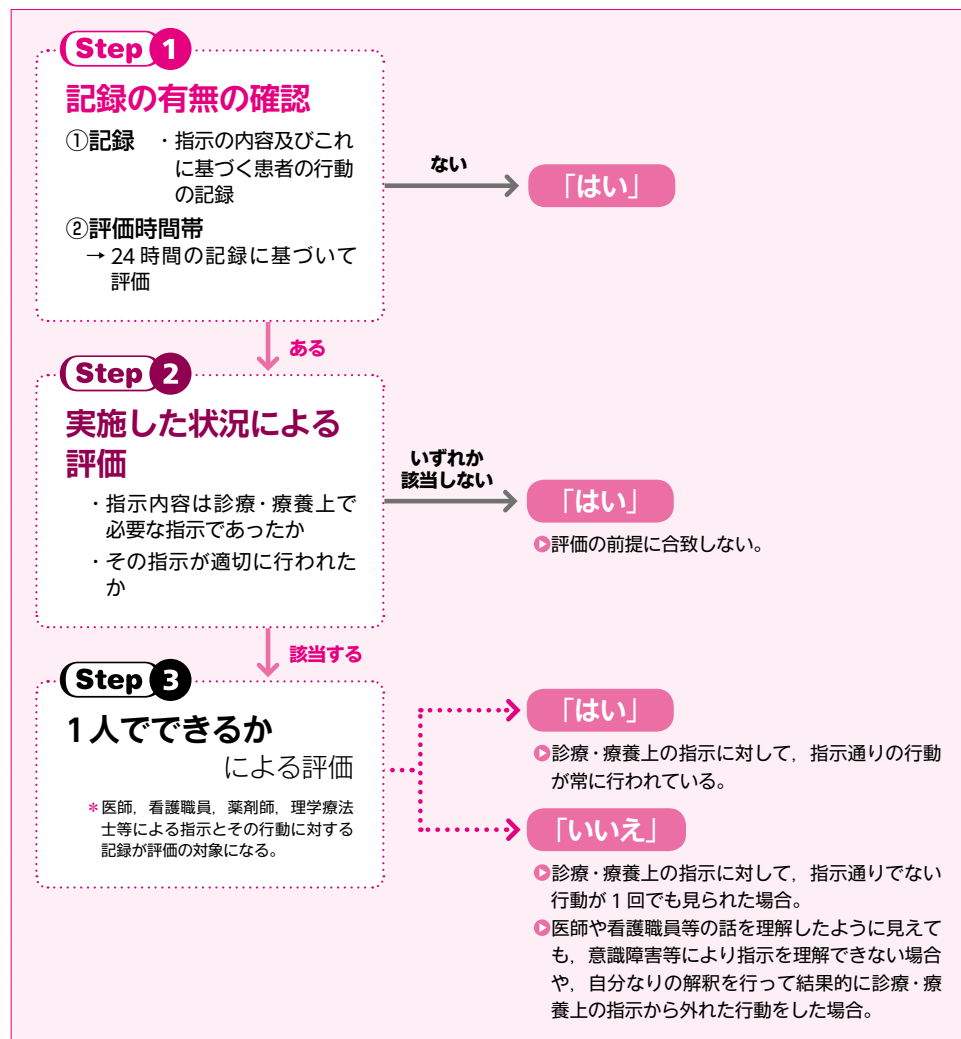 Step 1
記録の有無の確認
①記録 ・指示の内容及びこれ
に基づく患者の行動
の記録
②評価時間帯
→ 24 時間の記録に基づいて
評価
ない
「はい」
ある
Step 2
実施した状況による
評価
・指示内容は診療・療養上で
必要な指示であったか
・その指示が適切に行われた
か
いずれか
該当しない
「はい」
評価の前提に合致しない。
該当する
Step 3
1人でできるか
による評価
＊医師，看護職員，薬剤師，理学療法
士等による指示とその行動に対する
記録が評価の対象になる。
「はい」
診療・療養上の指示に対して，指示通りの行動
が常に行われている。
「いいえ」
診療・療養上の指示に対して，指示通りでない
行動が 1 回でも見られた場合。
医師や看護職員等の話を理解したように見えて
も，意識障害等により指示を理解できない場合
や，自分なりの解釈を行って結果的に診療・療
養上の指示から外れた行動をした場合。